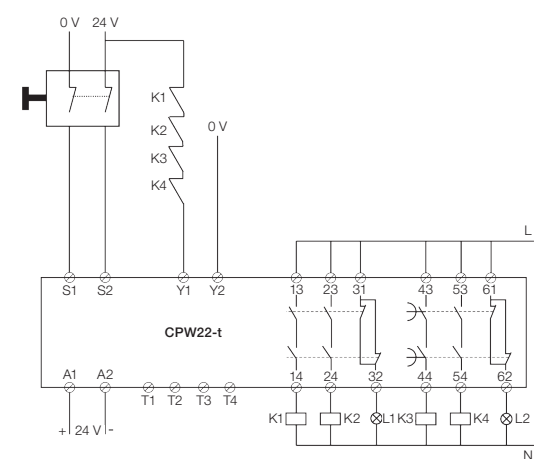 0 V 24 V
K1
K2
0 V
K3
K4
L
S1 S2 Y1 Y2 13 23 31 43 53 61
CPW22-t
A1 A2 T1 T2 T3 T4 14 24 32 44 54 62
+ 24 V - K1 K2 L1 K3 K4 L2
N